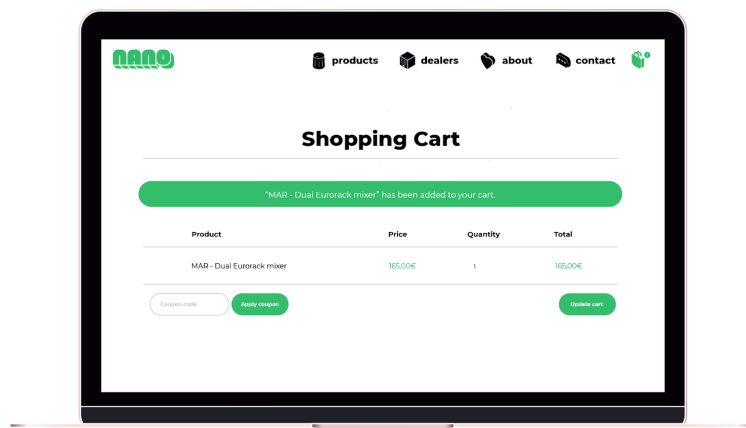 NANO
products dealers about contact
Shopping Cart
"MAR - Dual Eurorack mixer" has been added to your cart.
Product Price Quantity Total
MAR - Dual Eurorack mixer 165,00€ 1 165,00€
Coupon code Apply coupon Update cart